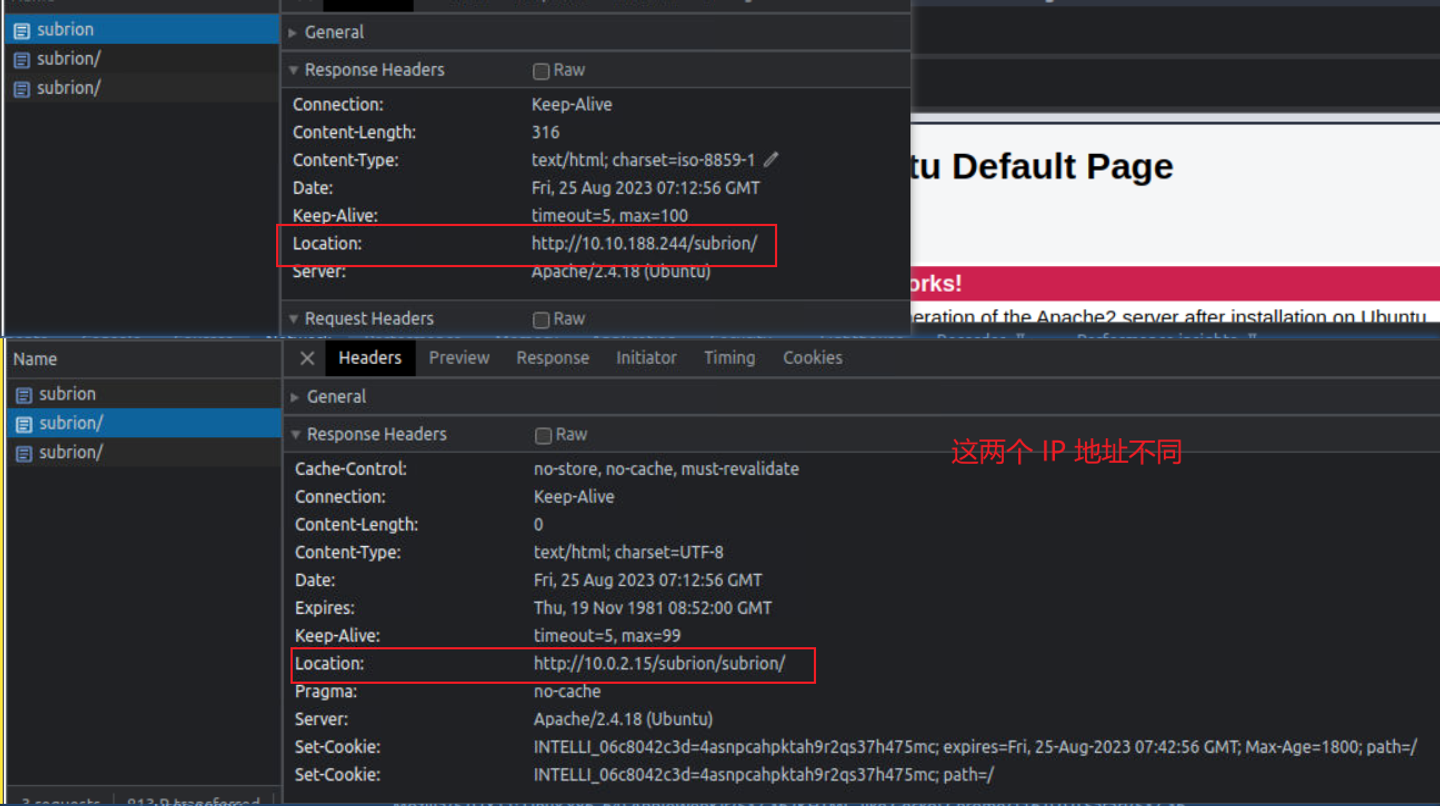 subrion
subrion/
subrion/
General
Response Headers
Raw
Connection: Keep-Alive
Content-Length: 316
Content-Type: text/html; charset=iso-8859-1
Date: Fri, 25 Aug 2023 07:12:56 GMT
Keep-Alive: timeout=5, max=100
Location: http://10.10.188.244/subrion/
Server: Apache/2.4.18 (Ubuntu)
Request Headers
Raw
tu Default Page
orks!
eration of the Apache2 server after installation on Ubuntu
Name
Headers Preview Response Initiator Timing Cookies
subrion
subrion/
subrion/
General
Response Headers
Raw
这两个 IP 地址不同
Cache-Control: no-store, no-cache, must-revalidate
Connection: Keep-Alive
Content-Length: 0
Content-Type: text/html; charset=UTF-8
Date: Fri, 25 Aug 2023 07:12:56 GMT
Expires: Thu, 19 Nov 1981 08:52:00 GMT
Keep-Alive: timeout=5, max=99
Location: http://10.0.2.15/subrion/subrion/
Pragma: no-cache
Server: Apache/2.4.18 (Ubuntu)
Set-Cookie: INTELLI_06c8042c3d=4asnpcahpktah9r2qs37h475mc; expires=Fri, 25-Aug-2023 07:42:56 GMT; Max-Age=1800; path=/
Set-Cookie: INTELLI_06c8042c3d=4asnpcahpktah9r2qs37h475mc; path=/